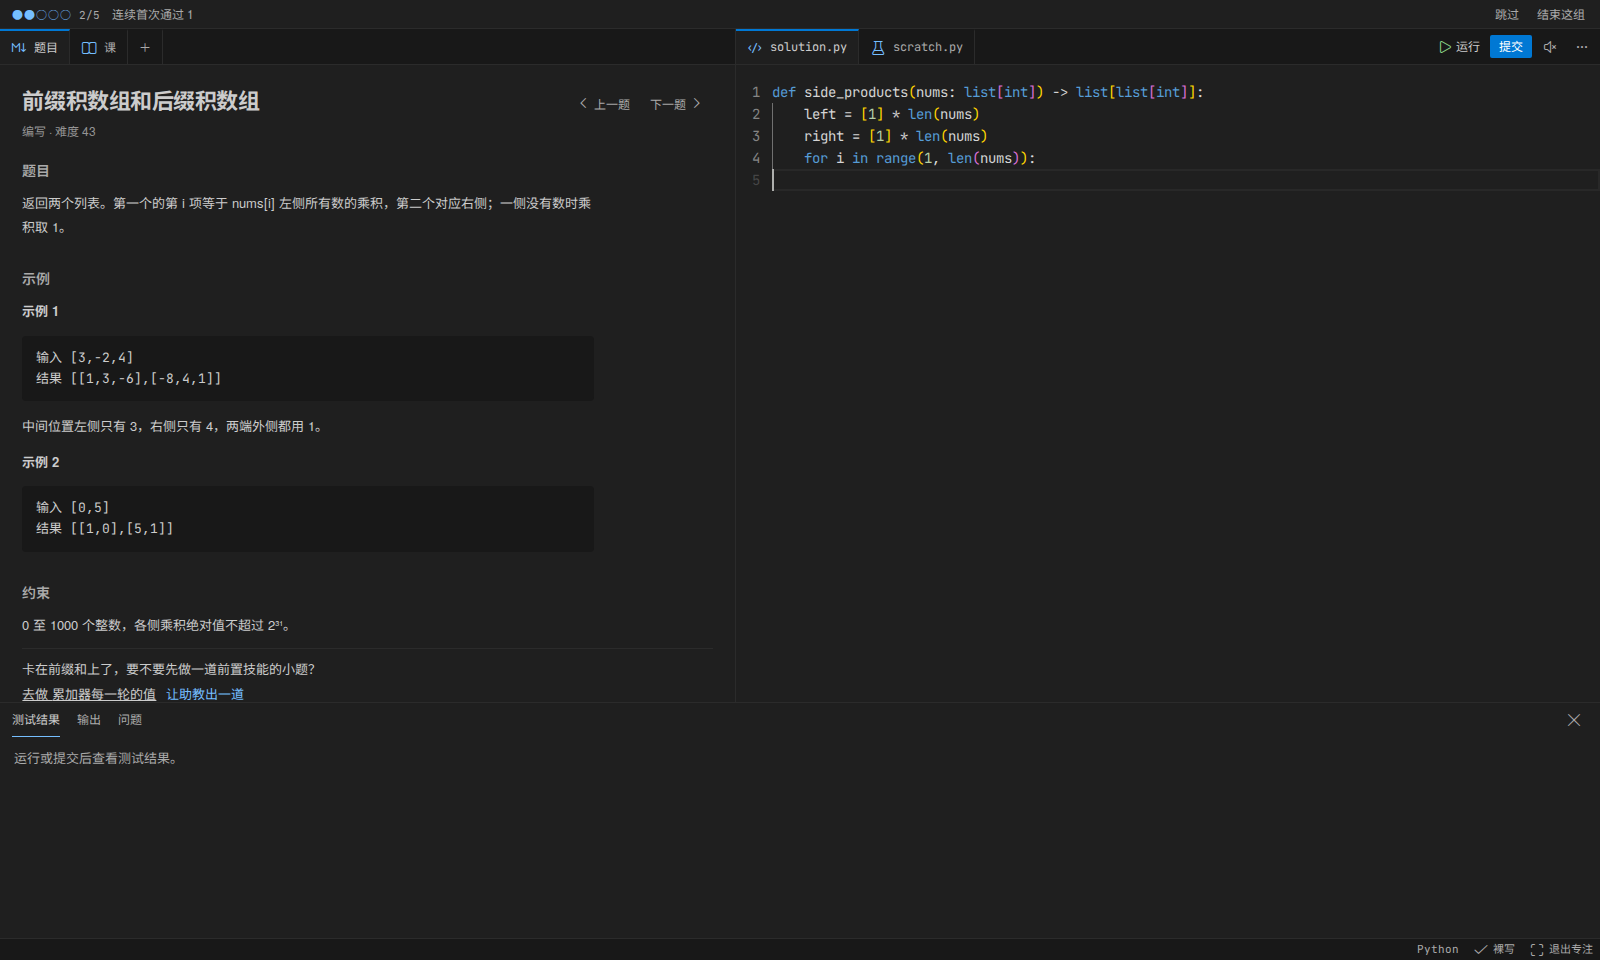 2/5 连续首次通过 1 跳过 结束这组
题目 课 + solution.py scratch.py 运行 提交 ···
前缀积数组和后缀积数组 上一题 下一题
编写 · 难度 43
题目
返回两个列表。第一个的第 i 项等于 nums[i] 左侧所有数的乘积，第二个对应右侧；一侧没有数时乘
积取 1。
示例
示例 1
输入 [3,-2,4]
结果 [[1,3,-6],[-8,4,1]]
中间位置左侧只有 3，右侧只有 4，两端外侧都用 1。
示例 2
输入 [0,5]
结果 [[1,0],[5,1]]
约束
0 至 1000 个整数，各侧乘积绝对值不超过 2³¹。
卡在前缀和上了，要不要先做一道前置技能的小题？
去做 累加器每一轮的值 让助教出一道
1 def side_products(nums: list[int]) -> list[list[int]]:
2     left = [1] * len(nums)
3     right = [1] * len(nums)
4     for i in range(1, len(nums)):
5
测试结果 输出 问题
运行或提交后查看测试结果。
Python 裸写 退出专注